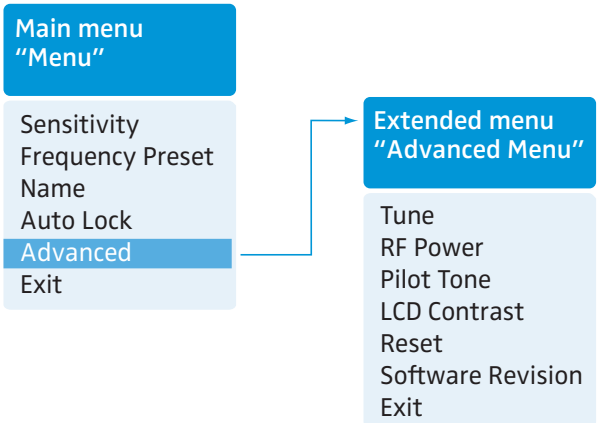 Main menu
“Menu”
Sensitivity
Frequency Preset
Name
Auto Lock
Advanced
Exit
Extended menu
“Advanced Menu”
Tune
RF Power
Pilot Tone
LCD Contrast
Reset
Software Revision
Exit